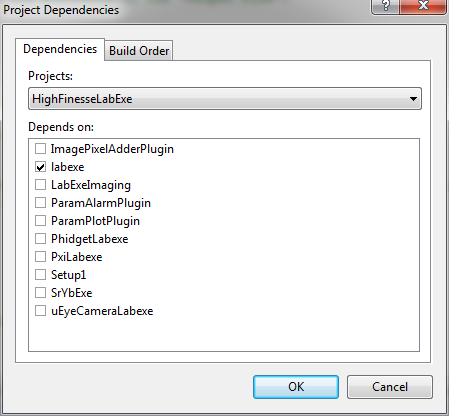 Project Dependencies
Dependencies
Build Order
Projects:
HighFinesseLabExe
Depends on:
ImagePixelAdderPlugin
labexe
LabExeImaging
ParamAlarmPlugin
ParamPlotPlugin
PhidgetLabexe
PxiLabexe
Setup1
SrYbExe
uEyeCameraLabexe
OK
Cancel